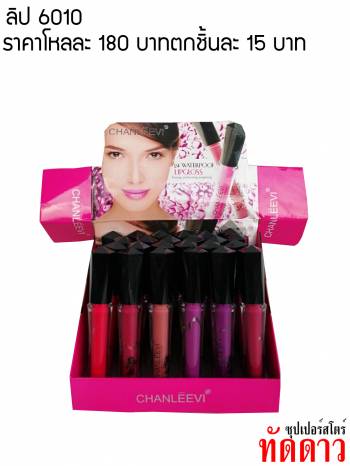 ลิป 6010
ราคาโหลละ 180 บาทตกชิ้นละ 15 บาท
CHANLEEVI
WATERPROOF
LIPGLOSS
CHANLEEVI
CHANLEEVI
CHANLEEVI
ซุปเปอร์สโตร์
ทัดดาว